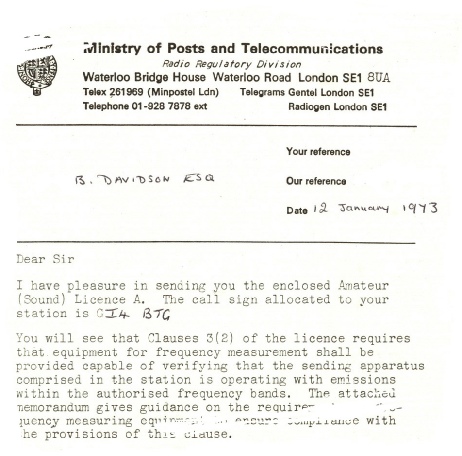 Ministry of Posts and Telecommunications
Radio Regulatory Division
Waterloo Bridge House Waterloo Road London SE1 8UA
Telex 261969 (Minpostel Ldn) Telegrams Gentel London SE1
Telephone 01-928 7878 ext Radiogen London SE1
Your reference
B. DAVIDSON ESQ
Our reference
Date 12 January 1973
Dear Sir
I have pleasure in sending you the enclosed Amateur
(Sound) Licence A. The call sign allocated to your
station is GI4 BTG
You will see that Clauses 3(2) of the licence requires
that equipment for frequency measurement shall be
provided capable of verifying that the sending apparatus
comprised in the station is operating with emissions
within the authorised frequency bands. The attached
memorandum gives guidance on the
quency measuring ensure compliance with
the provisions of this clause.